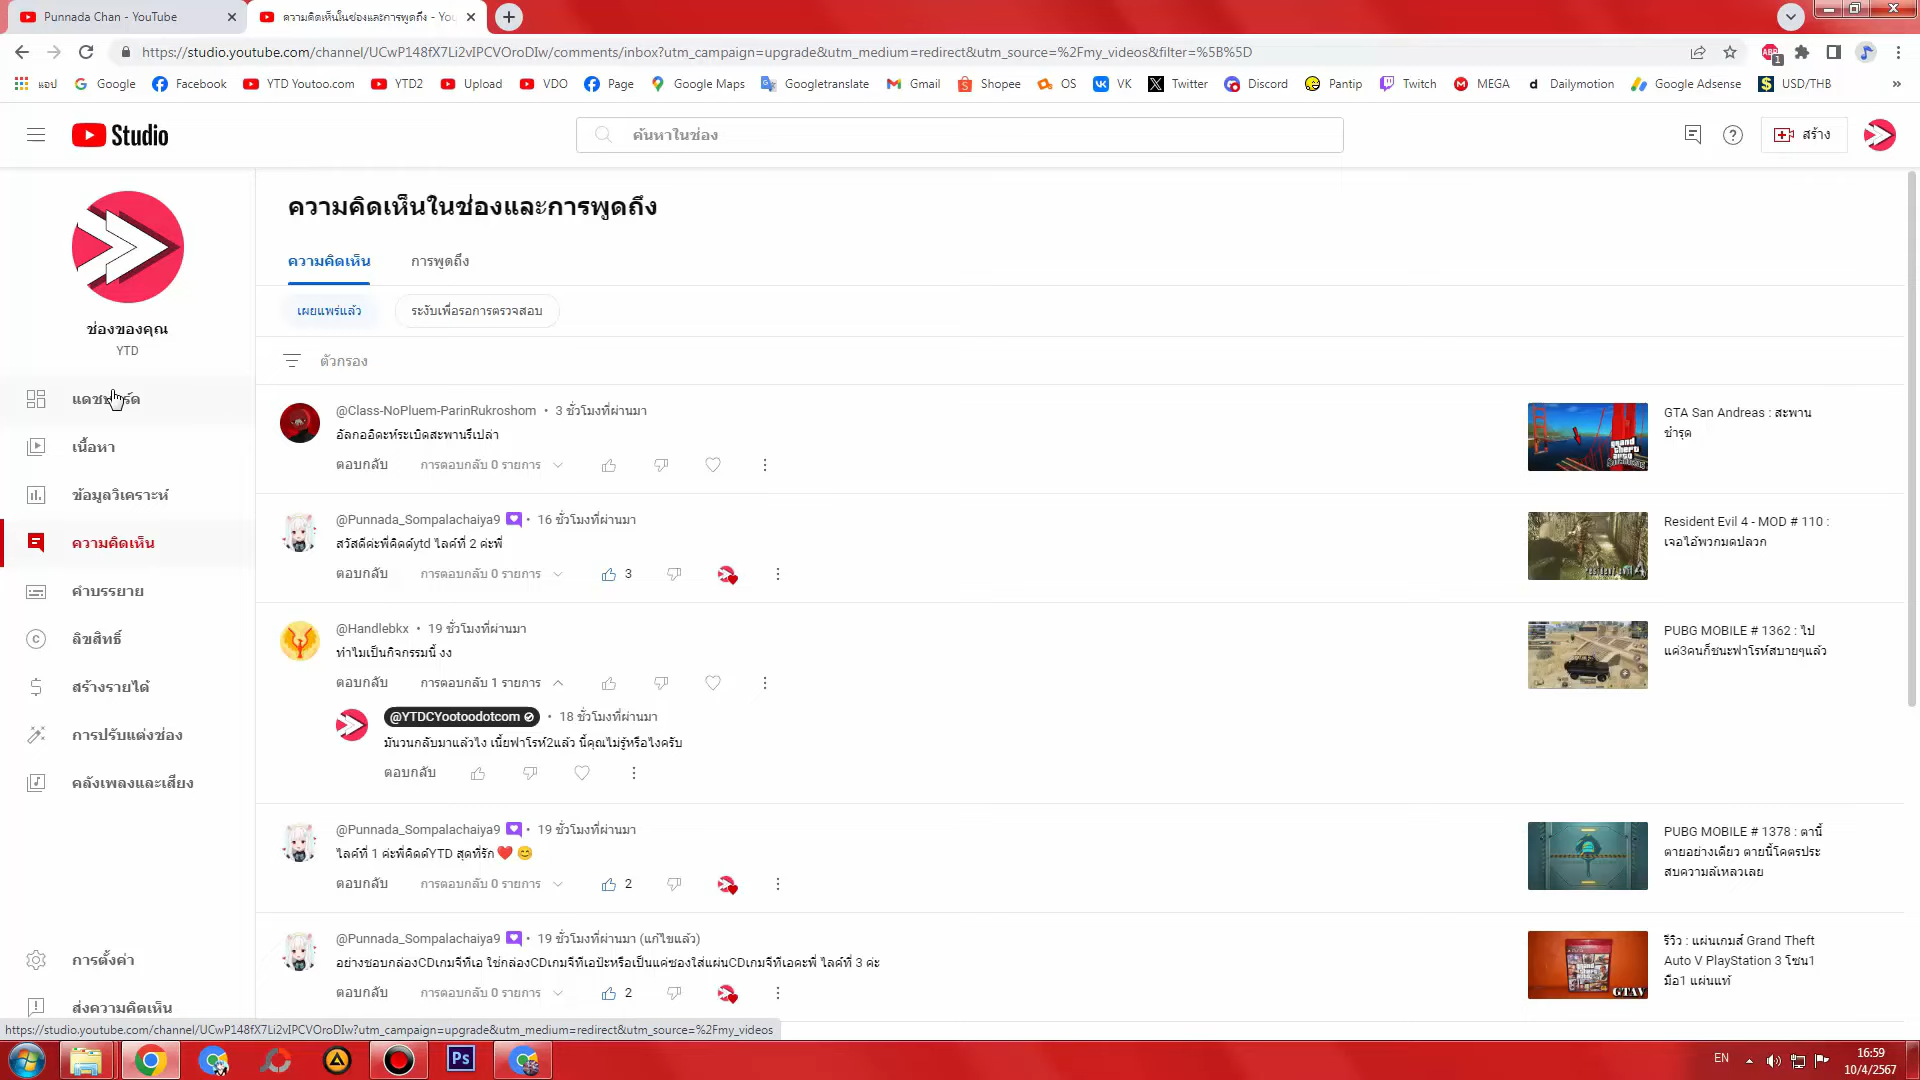 Punnada Chan - YouTube
ความคิดเห็นในช่องและการพูดถึง - You
https://studio.youtube.com/channel/UCwP148fX7Li2vIPCVOroDIw/comments/inbox?utm_campaign=upgrade&utm_medium=redirect&utm_source=%2Fmy_videos&filter=%5B%5D
ABP
1
แอป
Google
Facebook
YTD Youtoo.com
YTD2
Upload
VDO
Page
Google Maps
Googletranslate
Gmail
Shopee
OS
VK
Twitter
Discord
Pantip
Twitch
MEGA
Dailymotion
Google Adsense
USD/THB
Studio
ค้นหาในช่อง
สร้าง
ช่องของคุณ
YTD
เนื้อหา
ข้อมูลวิเคราะห์
ความคิดเห็น
คำบรรยาย
ลิขสิทธิ์
สร้างรายได้
การปรับแต่งช่อง
คลังเพลงและเสียง
การตั้งค่า
ส่งความคิดเห็น
ความคิดเห็นในช่องและการพูดถึง
ความคิดเห็น
การพูดถึง
เผยแพร่แล้ว
ระงับเพื่อรอการตรวจสอบ
ตัวกรอง
@Class-NoPluem-ParinRukroshom • 3 ชั่วโมงที่ผ่านมา
อัลกออิดะห์ระเบิดสะพานรึเปล่า
ตอบกลับ การตอบกลับ 0 รายการ
GTA San Andreas : สะพาน
ชำรุด
@Punnada_Sompalachaiya9 • 16 ชั่วโมงที่ผ่านมา
สวัสดีค่ะพี่คิดด์ytd ไลค์ที่ 2 ค่ะพี่
ตอบกลับ การตอบกลับ 0 รายการ 3
Resident Evil 4 - MOD # 110 :
เจอไอ้พวกมดปลวก
@Handlebkx • 19 ชั่วโมงที่ผ่านมา
ทำไมเป็นกิจกรรมนี้ งง
ตอบกลับ การตอบกลับ 1 รายการ
PUBG MOBILE # 1362 : ไป
แค่3คนก็ชนะฟาโรห์สบายๆแล้ว
@YTDCYootoodotcom • 18 ชั่วโมงที่ผ่านมา
มันวนกลับมาแล้วไง เนี้ยฟาโรห์2แล้ว นี้คุณไม่รู้หรือไงครับ
ตอบกลับ
@Punnada_Sompalachaiya9 • 19 ชั่วโมงที่ผ่านมา
ไลค์ที่ 1 ค่ะพี่คิดด์YTD สุดที่รัก❤️ 😊
ตอบกลับ การตอบกลับ 0 รายการ 2
PUBG MOBILE # 1378 : ตานี้
ตายอย่างเดียว ตายนี้โคตรประ
สบความล้เหลวเลย
@Punnada_Sompalachaiya9 • 19 ชั่วโมงที่ผ่านมา (แก้ไขแล้ว)
อย่างชอบกล่องCDเกมจีทีเอ ใช่กล่องCDเกมจีทีเอป๊ะหรือเป็นแค่ซองใส่แผ่นCDเกมจีทีเอคะพี่ ไลค์ที่ 3 ค่ะ
ตอบกลับ การตอบกลับ 0 รายการ 2
GTAV
รีวิว : แผ่นเกมส์ Grand Theft
Auto V PlayStation 3 โซน1
มือ1 แผ่นแท้
https://studio.youtube.com/channel/UCwP148fX7Li2vIPCVOroDIw?utm_campaign=upgrade&utm_medium=redirect&utm_source=%2Fmy_videos
Ps
EN
16:59
10/4/2567